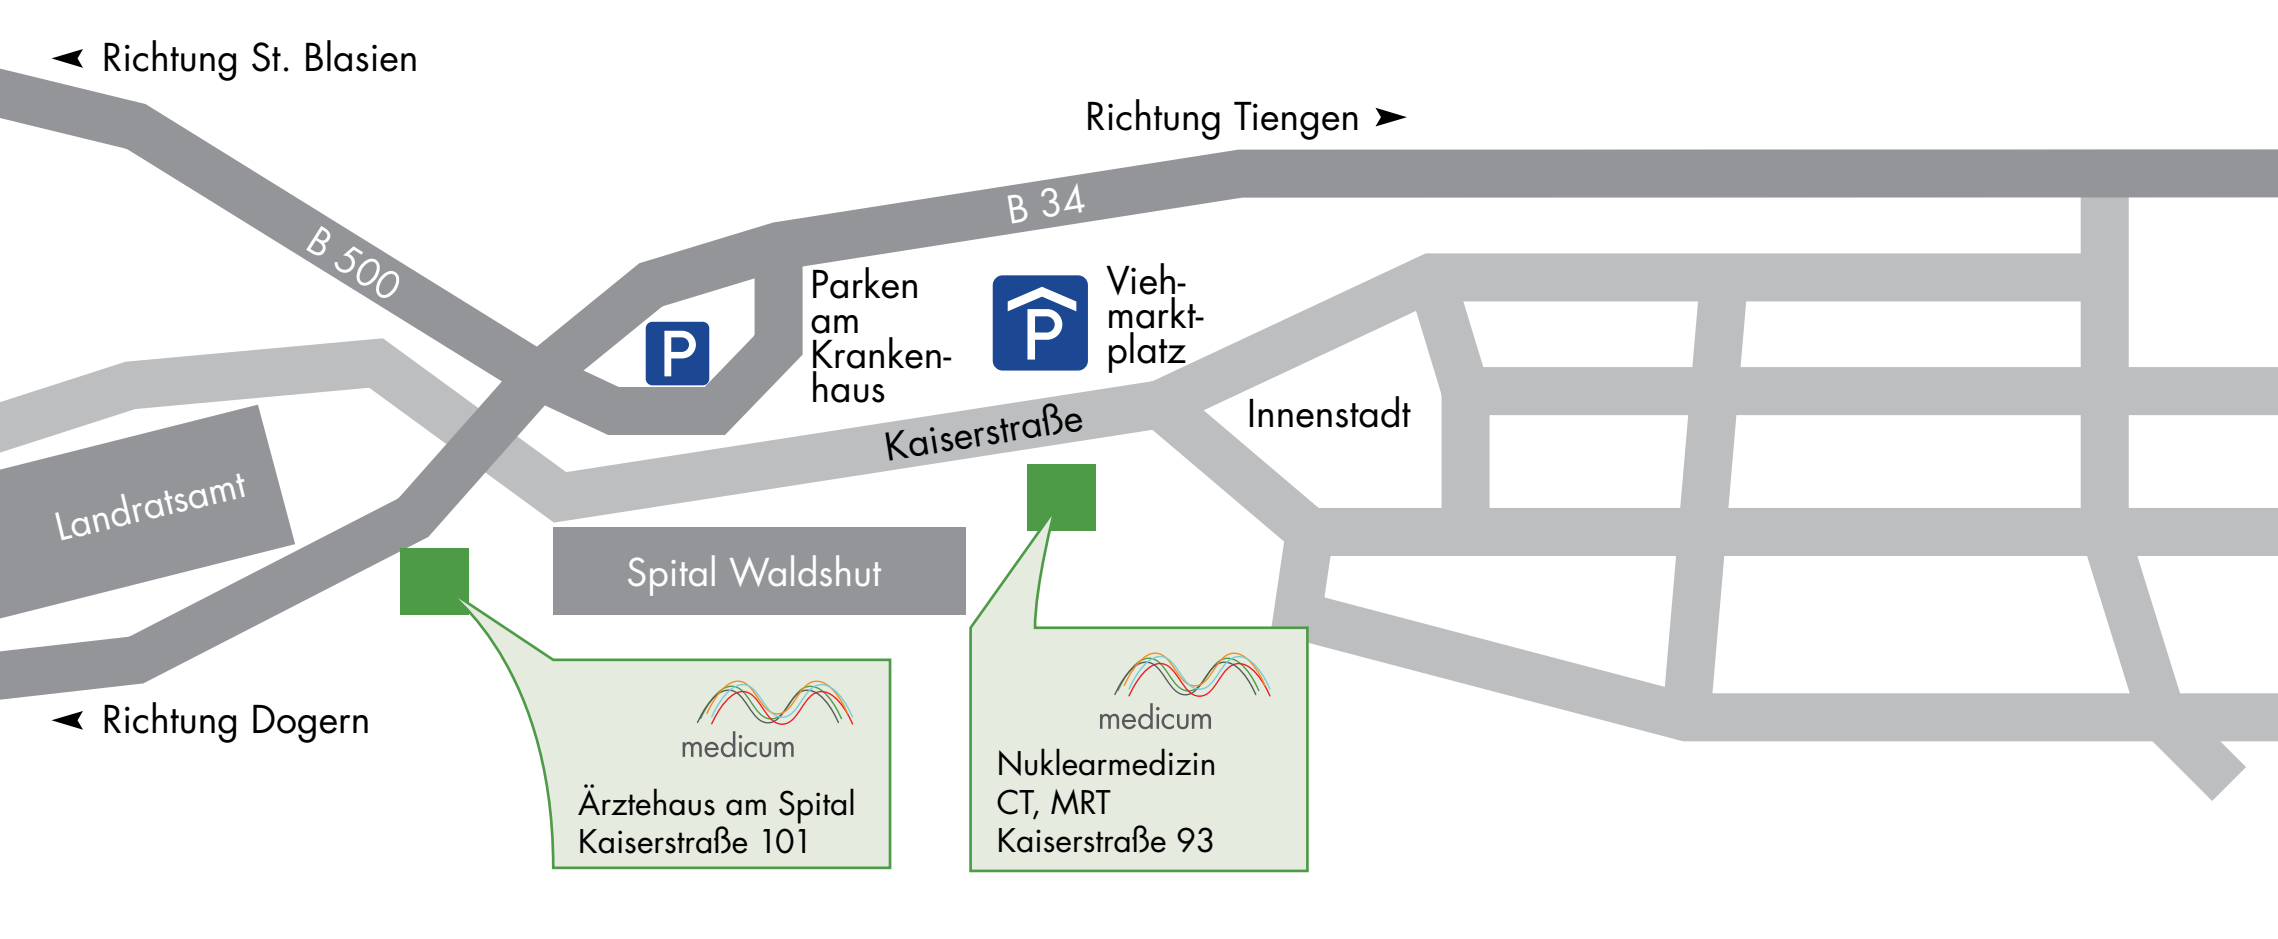 Richtung St. Blasien
Richtung Tiengen
B 34
B 500
P
Parken
am
Kranken-
haus
P
Vieh-
markt-
platz
Kaiserstraße
Innenstadt
Landratsamt
Spital Waldshut
Richtung Dogern
medicum
Ärztehaus am Spital
Kaiserstraße 101
medicum
Nuklearmedizin
CT, MRT
Kaiserstraße 93